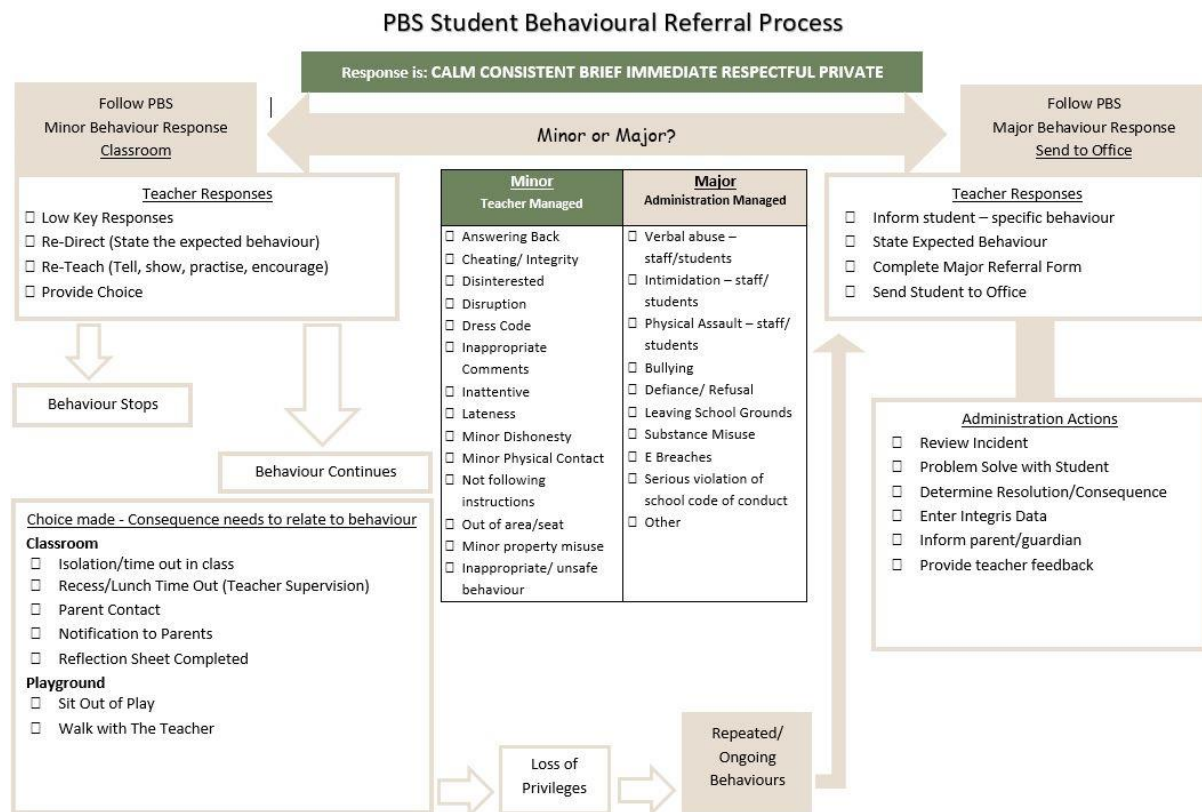 PBS Student Behavioural Referral Process
Response is: CALM CONSISTENT BRIEF IMMEDIATE RESPECTFUL PRIVATE
Follow PBS
Minor Behaviour Response
Classroom
Minor or Major?
Follow PBS
Major Behaviour Response
Send to Office
Teacher Responses
☐ Low Key Responses
☐ Re-Direct (State the expected behaviour)
☐ Re-Teach (Tell, show, practise, encourage)
☐ Provide Choice
Behaviour Stops
Behaviour Continues
Choice made - Consequence needs to relate to behaviour
Classroom
☐ Isolation/time out in class
☐ Recess/Lunch Time Out (Teacher Supervision)
☐ Parent Contact
☐ Notification to Parents
☐ Reflection Sheet Completed
Playground
☐ Sit Out of Play
☐ Walk with The Teacher
Loss of
Privileges
Repeated/
Ongoing
Behaviours
Minor
Teacher Managed
☐ Answering Back
☐ Cheating/ Integrity
☐ Disinterested
☐ Disruption
☐ Dress Code
☐ Inappropriate
Comments
☐ Inattentive
☐ Lateness
☐ Minor Dishonesty
☐ Minor Physical Contact
☐ Not following
instructions
☐ Out of area/seat
☐ Minor property misuse
☐ Inappropriate/ unsafe
behaviour
Major
Administration Managed
☐ Verbal abuse –
staff/students
☐ Intimidation – staff/
students
☐ Physical Assault – staff/
students
☐ Bullying
☐ Defiance/ Refusal
☐ Leaving School Grounds
☐ Substance Misuse
☐ E Breaches
☐ Serious violation of
school code of conduct
☐ Other
Teacher Responses
☐ Inform student – specific behaviour
☐ State Expected Behaviour
☐ Complete Major Referral Form
☐ Send Student to Office
Administration Actions
☐ Review Incident
☐ Problem Solve with Student
☐ Determine Resolution/Consequence
☐ Enter Integris Data
☐ Inform parent/guardian
☐ Provide teacher feedback